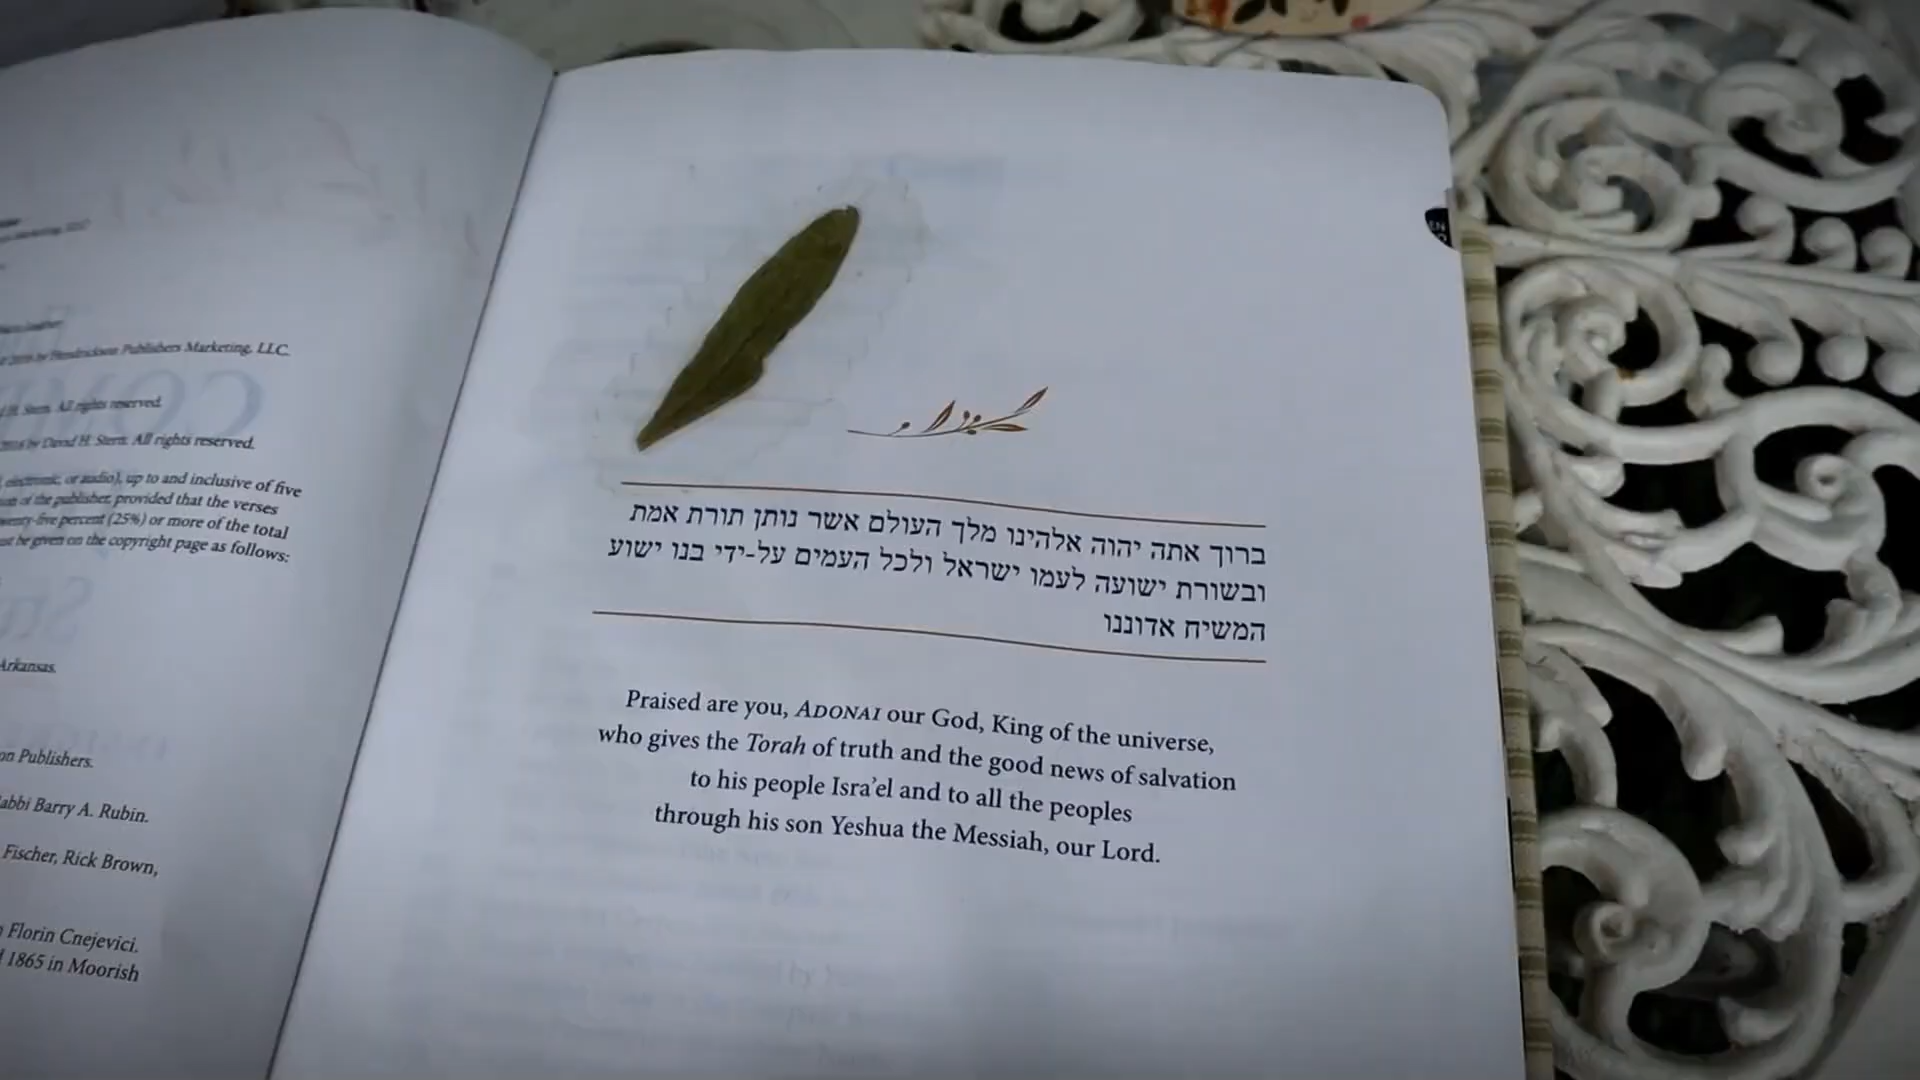 2016 by Hendrickson Publishers Marketing, LLC.
H. Stern. All rights reserved.
2016 by David H. Stern. All rights reserved.
electronic, or audio), up to and inclusive of five
of the publisher, provided that the verses
twenty-five percent (25%) or more of the total
be given on the copyright page as follows:
Arkansas.
Publishers.
Barry A. Rubin.
Fischer, Rick Brown,
Florin Cnejevici.
1865 in Moorish
ברוך אתה יהוה אלהינו מלך העולם אשר נותן תורת אמת
ובשורת ישועה לעמו ישראל ולכל העמים על-ידי בנו ישוע
המשיח אדוננו
Praised are you, ADONAI our God, King of the universe,
who gives the Torah of truth and the good news of salvation
to his people Isra’el and to all the peoples
through his son Yeshua the Messiah, our Lord.